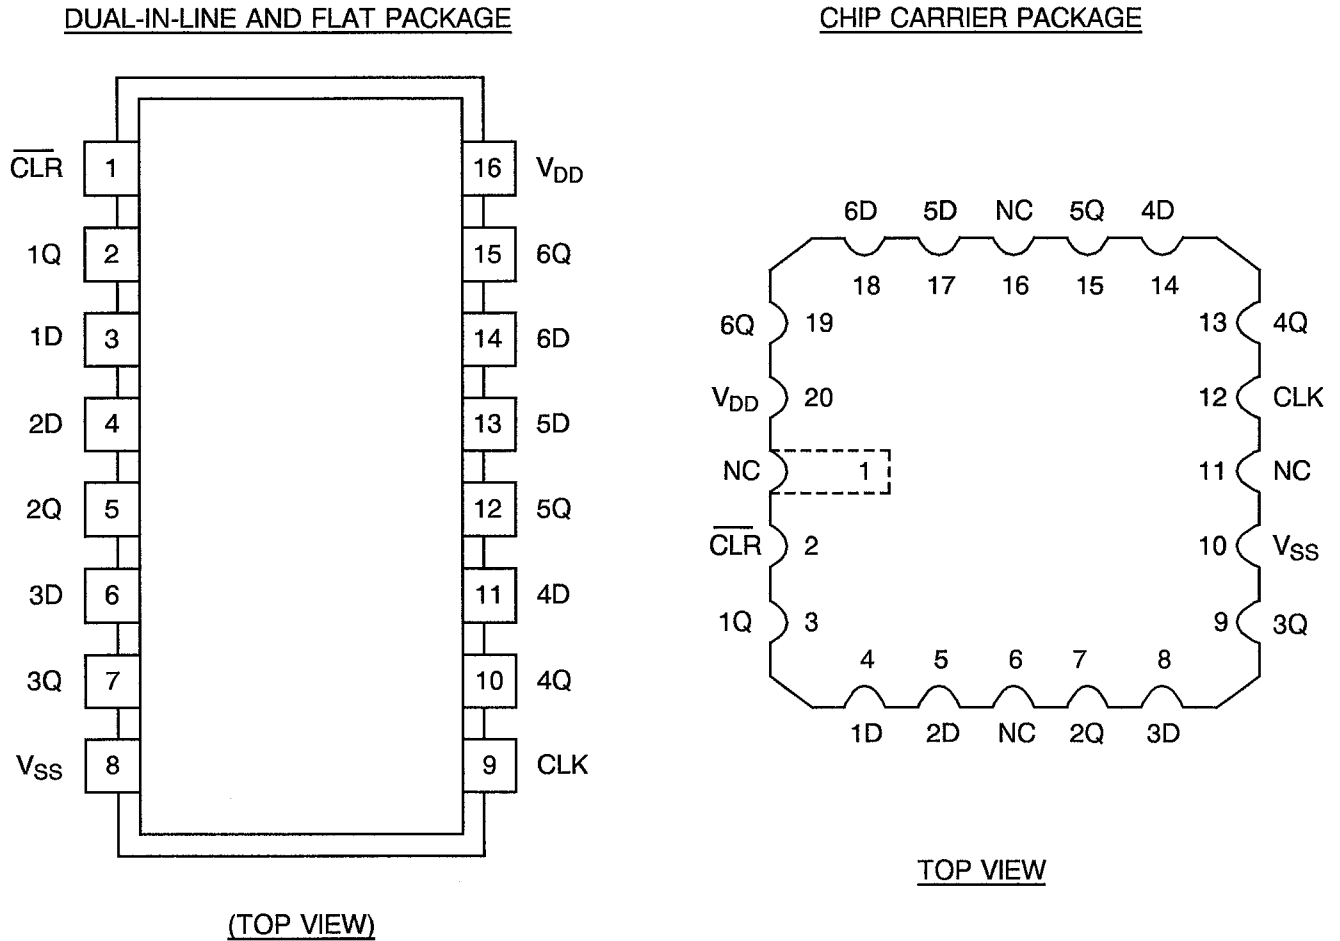 DUAL-IN-LINE AND FLAT PACKAGE
CLR 1 16 VDD
1Q 2 15 6Q
1D 3 14 6D
2D 4 13 5D
2Q 5 12 5Q
3D 6 11 4D
3Q 7 10 4Q
VSS 8 9 CLK
(TOP VIEW)
CHIP CARRIER PACKAGE
6D 5D NC 5Q 4D
18 17 16 15 14
6Q 19 13 4Q
VDD 20 12 CLK
NC 1 11 NC
CLR 2 10 VSS
1Q 3 9 3Q
4 5 6 7 8
1D 2D NC 2Q 3D
TOP VIEW